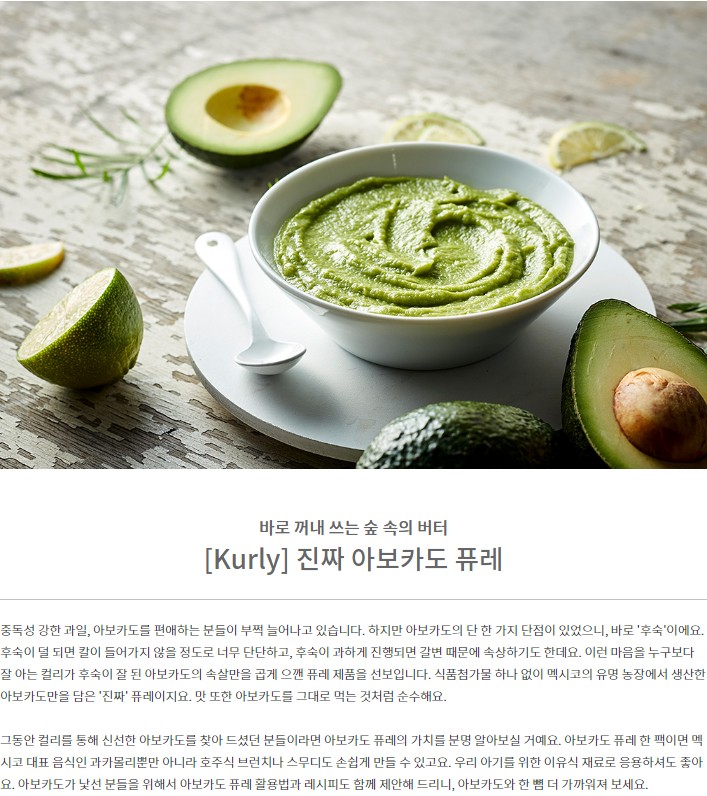 바로 꺼내 쓰는 숲 속의 버터
[Kurly] 진짜 아보카도 퓨레
중독성 강한 과일, 아보카도를 편애하는 분들이 부쩍 늘어나고 있습니다. 하지만 아보카도의 단 한 가지 단점이 있었으니, 바로 '후숙'이에요.
후숙이 덜 되면 칼이 들어가지 않을 정도로 너무 단단하고, 후숙이 과하게 진행되면 갈변 때문에 속상하기도 한데요. 이런 마음을 누구보다
잘 아는 컬리가 후숙이 잘 된 아보카도의 속살만을 곱게 으깬 퓨레 제품을 선보입니다. 식품첨가물 하나 없이 멕시코의 유명 농장에서 생산한
아보카도만을 담은 '진짜' 퓨레이지요. 맛 또한 아보카도를 그대로 먹는 것처럼 순수해요.
그동안 컬리를 통해 신선한 아보카도를 찾아 드셨던 분들이라면 아보카도 퓨레의 가치를 분명 알아보실 거예요. 아보카도 퓨레 한 팩이면 멕
시코 대표 음식인 과카몰리뿐만 아니라 호주식 브런치나 스무디도 손쉽게 만들 수 있고요. 우리 아기를 위한 이유식 재료로 응용하셔도 좋아
요. 아보카도가 낯선 분들을 위해서 아보카도 퓨레 활용법과 레시피도 함께 제안해 드리니, 아보카도와 한 뼘 더 가까워져 보세요.